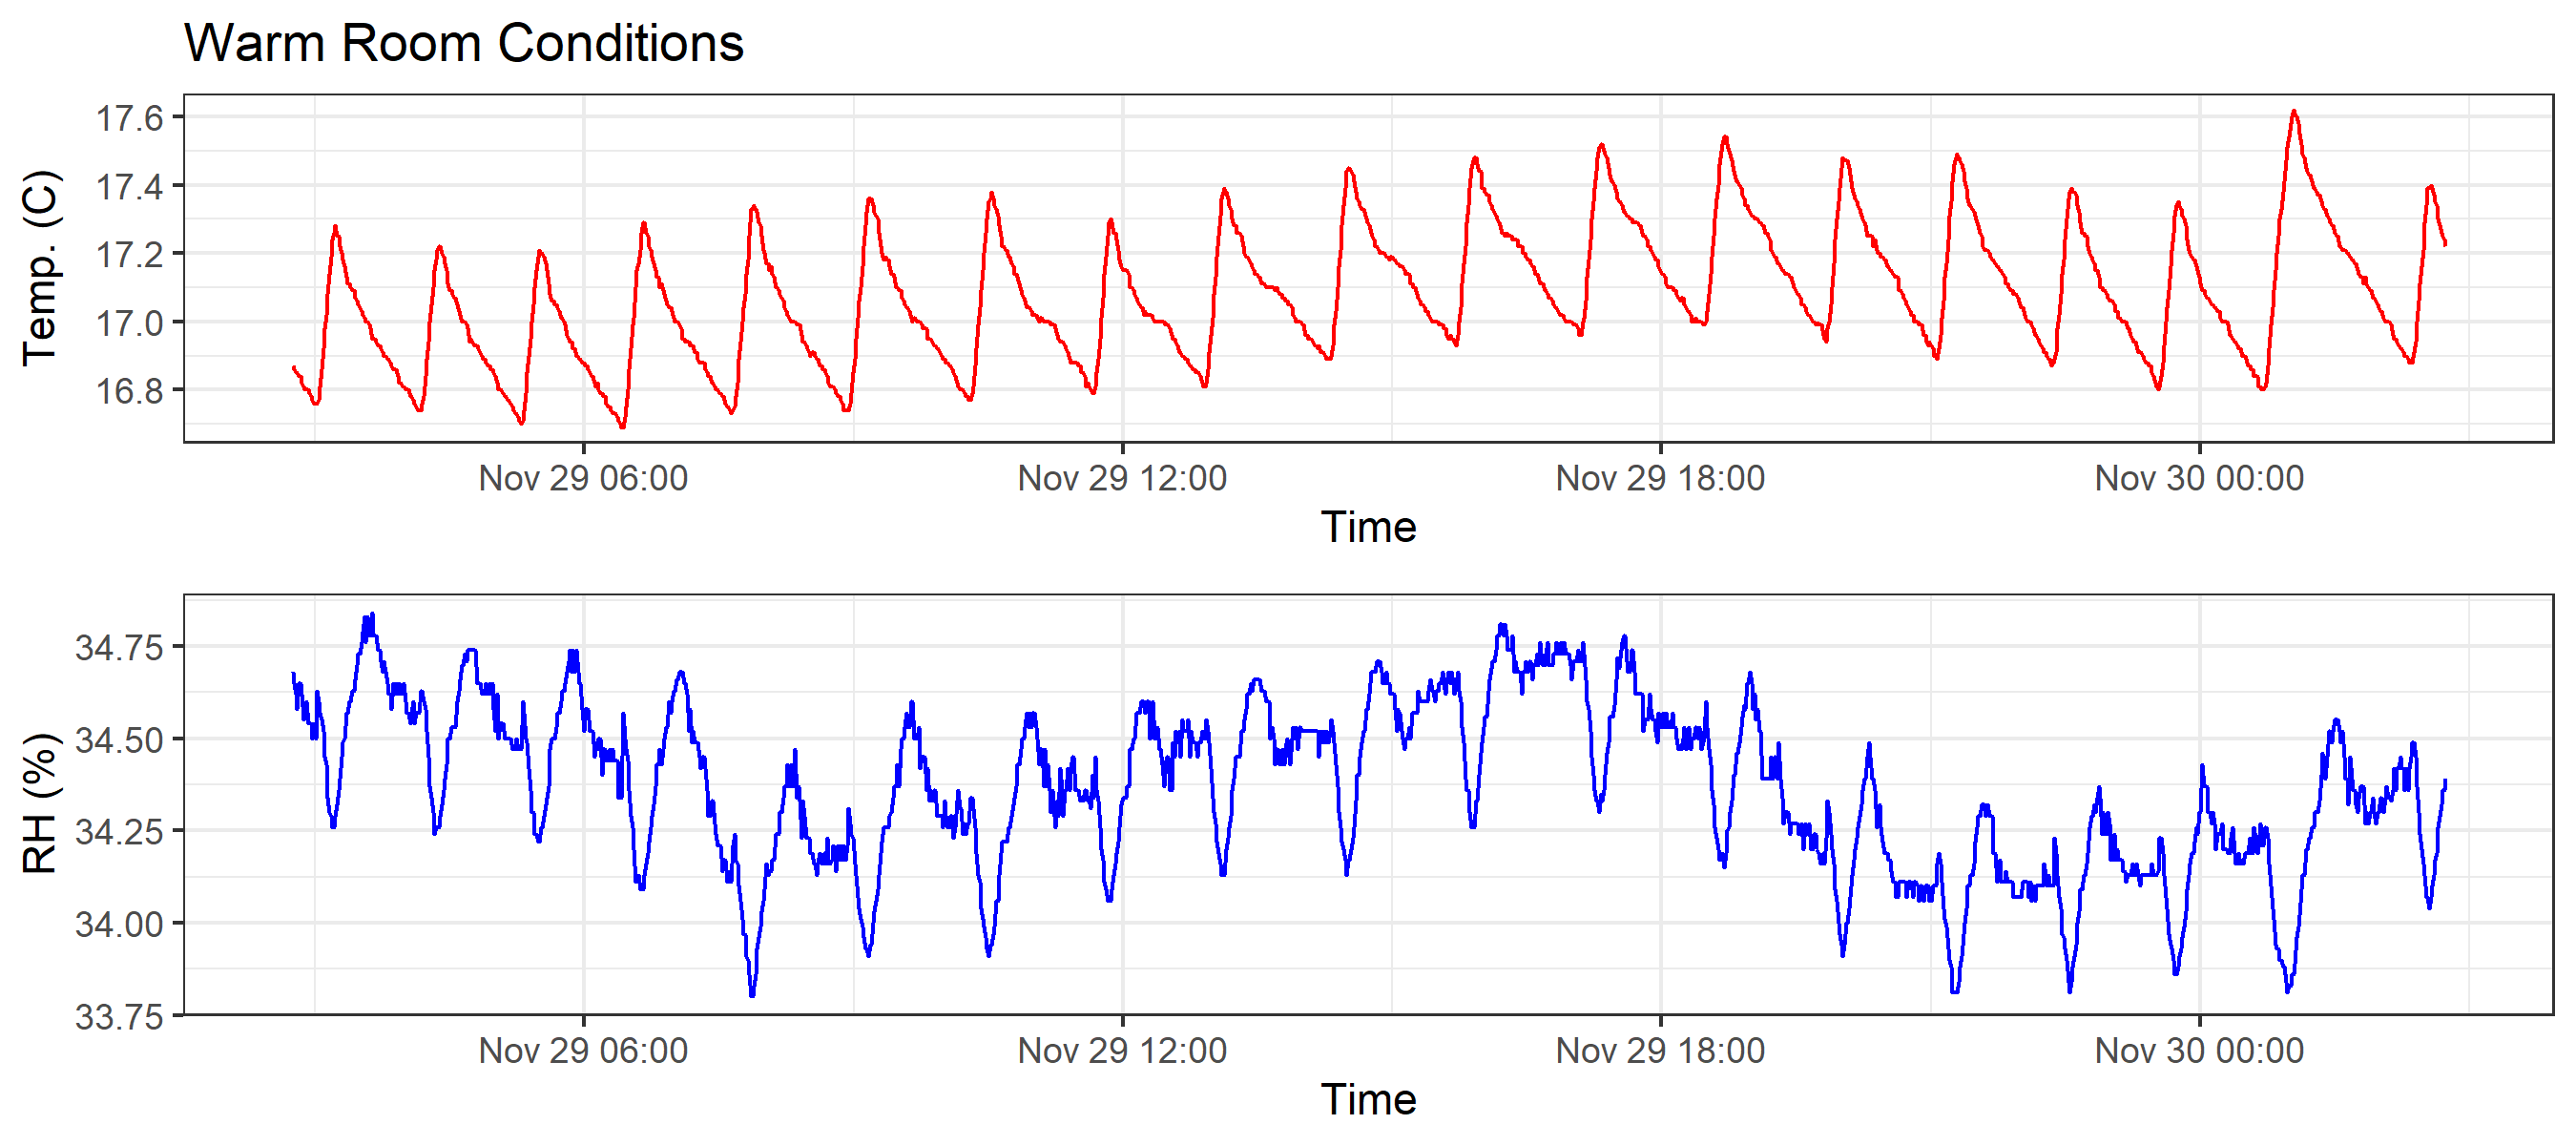 Warm Room Conditions
Temp. (C)
17.6
17.4
17.2
17.0
16.8
Nov 29 06:00 Nov 29 12:00 Nov 29 18:00 Nov 30 00:00
Time
RH (%)
34.75
34.50
34.25
34.00
33.75
Nov 29 06:00 Nov 29 12:00 Nov 29 18:00 Nov 30 00:00
Time